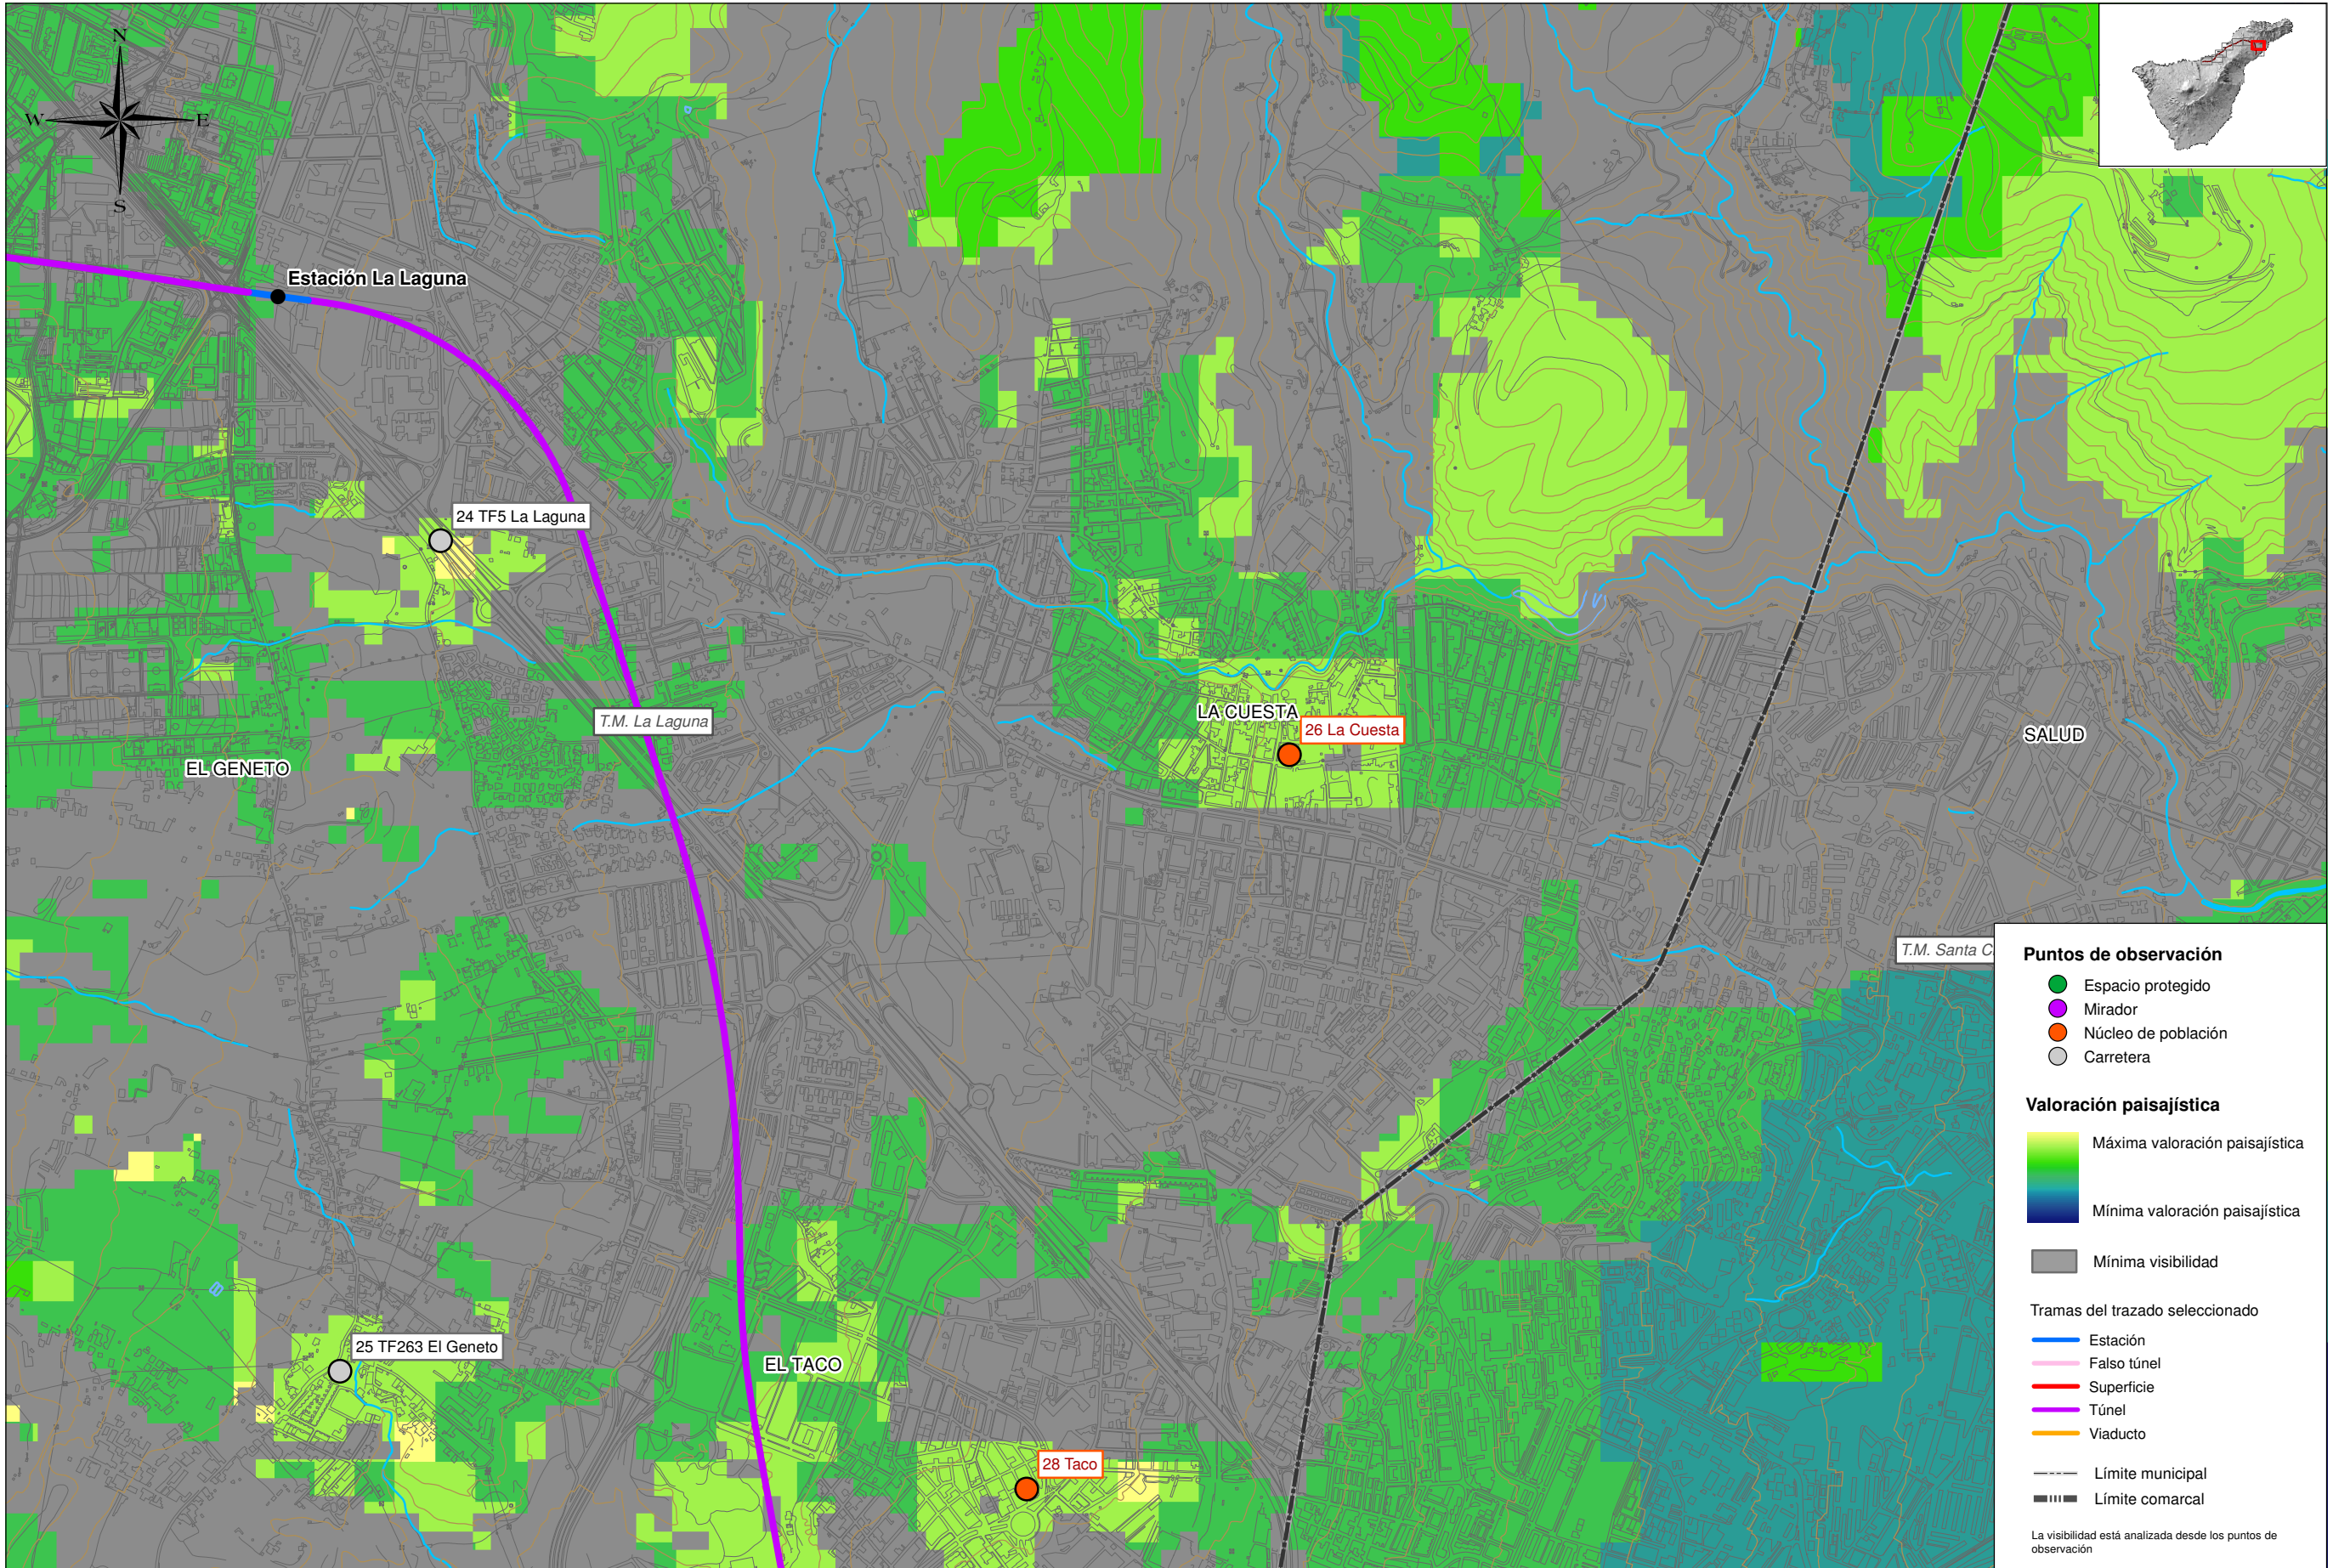 N
W
E
S
Estación La Laguna
24 TF5 La Laguna
T.M. La Laguna
LA CUESTA
26 La Cuesta
SALUD
EL GENETO
T.M. Santa C
25 TF263 El Geneto
EL TACO
28 Taco
Puntos de observación
Espacio protegido
Mirador
Núcleo de población
Carretera
Valoración paisajística
Máxima valoración paisajística
Mínima valoración paisajística
Mínima visibilidad
Tramas del trazado seleccionado
Estación
Falso túnel
Superficie
Túnel
Viaducto
Límite municipal
Límite comarcal
La visibilidad está analizada desde los puntos de
observación